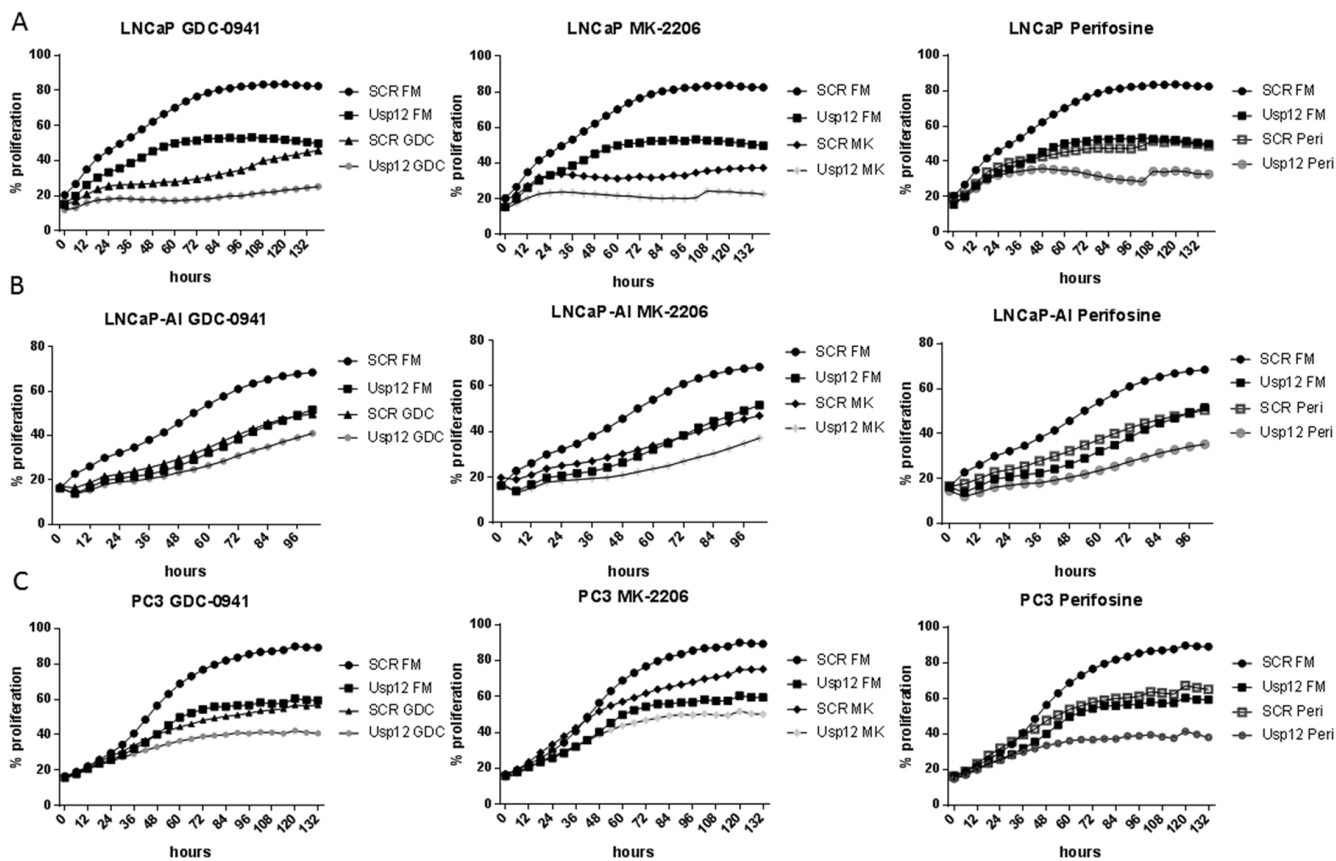 A
LNCaP GDC-0941
% proliferation
100
80
60
40
20
0
0 12 24 36 48 60 72 84 96 108 120 132
hours
SCR FM
Usp12 FM
SCR GDC
Usp12 GDC
LNCaP MK-2206
% proliferation
100
80
60
40
20
0
0 12 24 36 48 60 72 84 96 108 120 132
hours
SCR FM
Usp12 FM
SCR MK
Usp12 MK
LNCaP Perifosine
% proliferation
100
80
60
40
20
0
0 12 24 36 48 60 72 84 96 108 120 132
hours
SCR FM
Usp12 FM
SCR Peri
Usp12 Peri
B
LNCaP-AI GDC-0941
% proliferation
80
60
40
20
0
0 12 24 36 48 60 72 84 96
hours
SCR FM
Usp12 FM
SCR GDC
Usp12 GDC
LNCaP-AI MK-2206
% proliferation
80
60
40
20
0
0 12 24 36 48 60 72 84 96
hours
SCR FM
Usp12 FM
SCR MK
Usp12 MK
LNCaP-AI Perifosine
% proliferation
80
60
40
20
0
0 12 24 36 48 60 72 84 96
hours
SCR FM
Usp12 FM
SCR Peri
Usp12 Peri
C
PC3 GDC-0941
% proliferation
100
80
60
40
20
0
0 12 24 36 48 60 72 84 96 108 120 132
hours
SCR FM
Usp12 FM
SCR GDC
Usp12 GDC
PC3 MK-2206
% proliferation
100
80
60
40
20
0
0 12 24 36 48 60 72 84 96 108 120 132
hours
SCR FM
Usp12 FM
SCR MK
Usp12 MK
PC3 Perifosine
% proliferation
100
80
60
40
20
0
0 12 24 36 48 60 72 84 96 108 120 132
hours
SCR FM
Usp12 FM
SCR Peri
Usp12 Peri